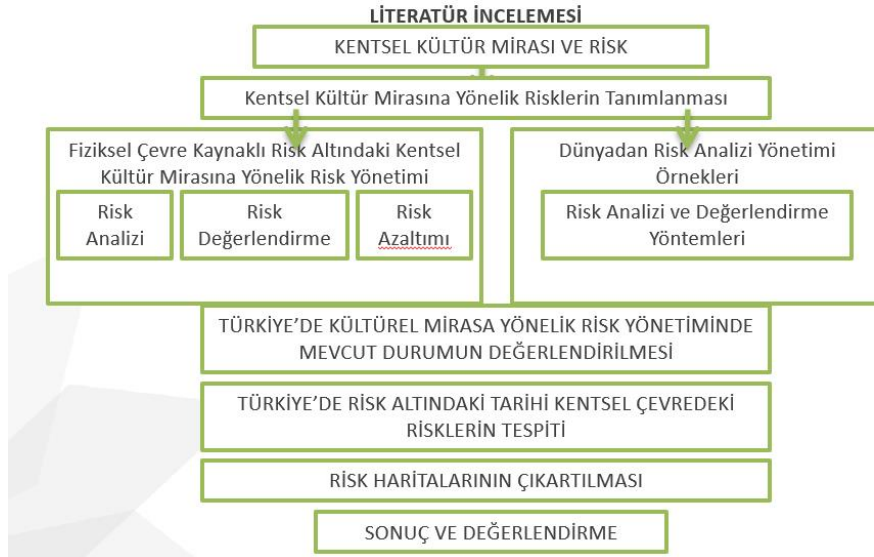 LİTERATÜR İNCELEMESİ
KENTSEL KÜLTÜR MİRASI VE RİSK
Kentsel Kültür Mirasına Yönelik Risklerin Tanımlanması
Fiziksel Çevre Kaynaklı Risk Altındaki Kentsel
Kültür Mirasına Yönelik Risk Yönetimi
Risk
Analizi
Risk
Değerlendirme
Risk
Azaltımı
Dünyadan Risk Analizi Yönetimi
Örnekleri
Risk Analizi ve Değerlendirme
Yöntemleri
TÜRKİYE’DE KÜLTÜREL MİRASA YÖNELİK RİSK YÖNETİMİNDE
MEVCUT DURUMUN DEĞERLENDİRİLMESİ
TÜRKİYE’DE RİSK ALTINDAKİ TARİHİ KENTSEL ÇEVREDEKİ
RİSKLERİN TESPİTİ
RİSK HARİTALARININ ÇIKARTILMASI
SONUÇ VE DEĞERLENDİRME